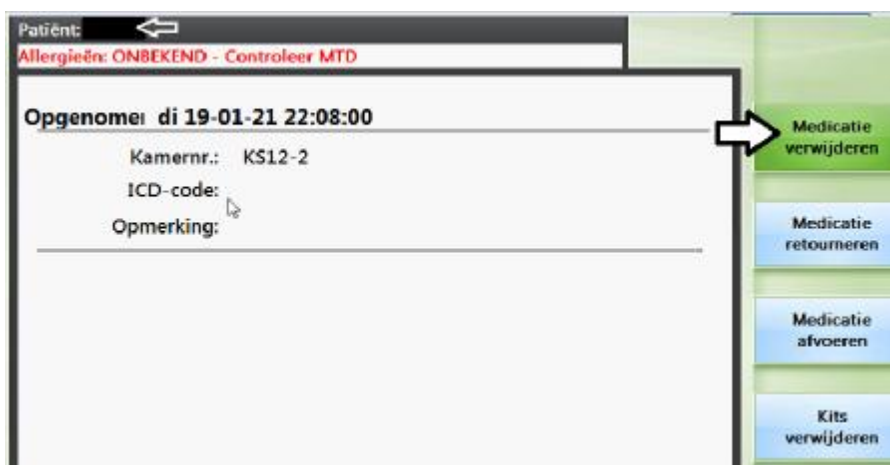 Patiënt:
Allergieën: ONBEKEND - Controleer MTD
Opgenomei di 19-01-21 22:08:00
Kamernr.: KS12-2
ICD-code:
Opmerking:
Medicatie
verwijderen
Medicatie
retourneren
Medicatie
afvoeren
Kits
verwijderen